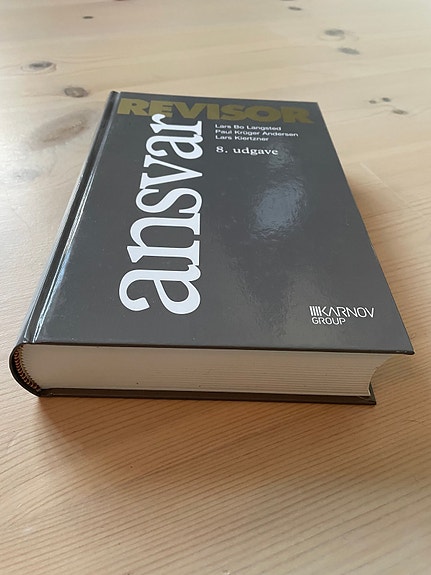 REVISOR
ansvar
Lars Bo Langsted
Paul Krüger Andersen
Lars Kiertzner
8. udgave
KARNOV
GROUP